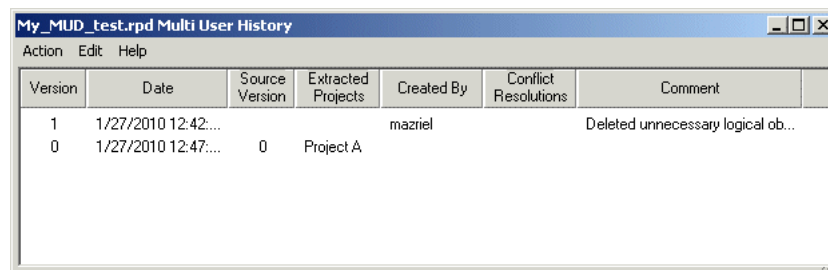 My_MUD_test.rpd Multi User History
Action Edit Help
Version Date Source Version Extracted Projects Created By Conflict Resolutions Comment
1 1/27/2010 12:42:... mazriel Deleted unnecessary logical ob...
0 1/27/2010 12:47:... 0 Project A